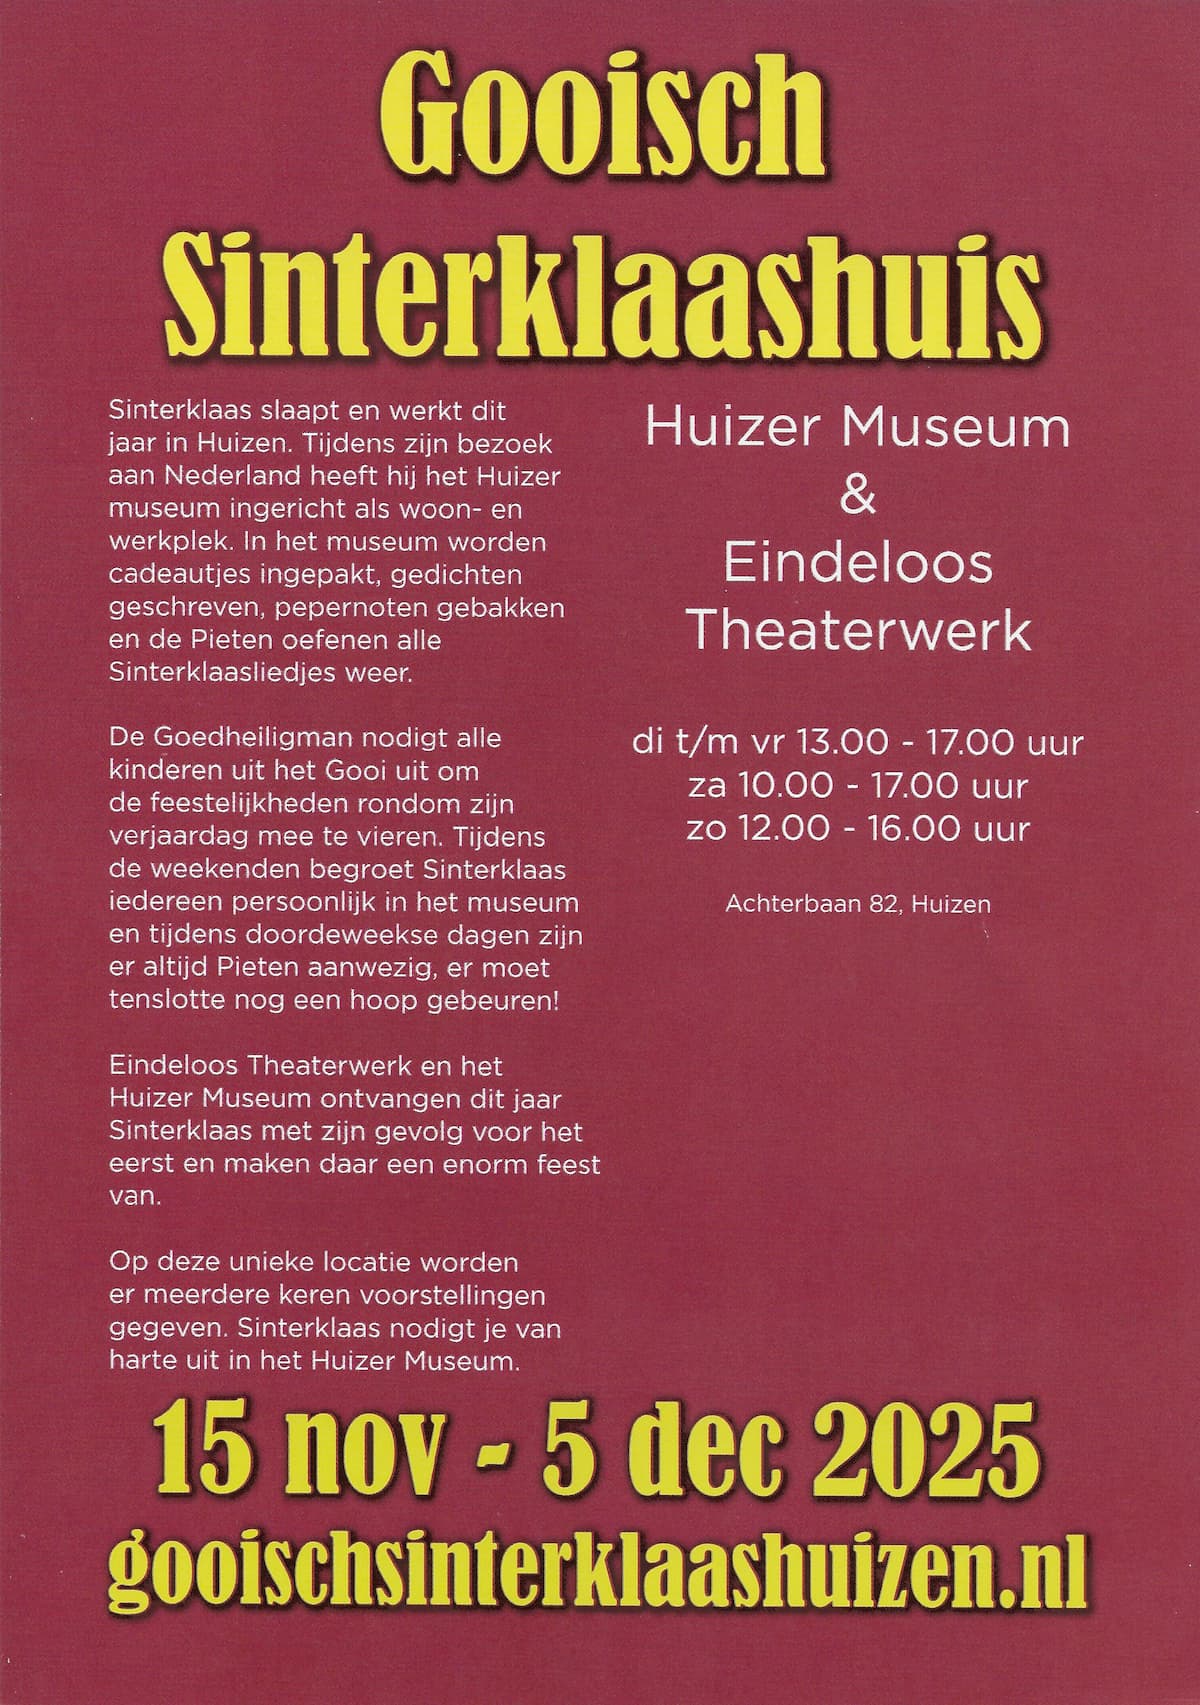 Gooisch
Sinterklaashuis
Sinterklaas slaapt en werkt dit
jaar in Huizen. Tijdens zijn bezoek
aan Nederland heeft hij het Huizer
museum ingericht als woon- en
werkplek. In het museum worden
cadeautjes ingepakt, gedichten
geschreven, pepernoten gebakken
en de Pieten oefenen alle
Sinterklaasliedjes weer.
De Goedheiligman nodigt alle
kinderen uit het Gooi uit om
de feestelijkheden rondom zijn
verjaardag mee te vieren. Tijdens
de weekenden begroet Sinterklaas
iedereen persoonlijk in het museum
en tijdens doordeweekse dagen zijn
er altijd Pieten aanwezig, er moet
tenslotte nog een hoop gebeuren!
Eindeloos Theaterwerk en het
Huizer Museum ontvangen dit jaar
Sinterklaas met zijn gevolg voor het
eerst en maken daar een enorm feest
van.
Op deze unieke locatie worden
er meerdere keren voorstellingen
gegeven. Sinterklaas nodigt je van
harte uit in het Huizer Museum.
Huizer Museum
&
Eindeloos
Theaterwerk
di t/m vr 13.00 - 17.00 uur
za 10.00 - 17.00 uur
zo 12.00 - 16.00 uur
Achterbaan 82, Huizen
15 nov - 5 dec 2025
gooischsinterklaashuizen.nl